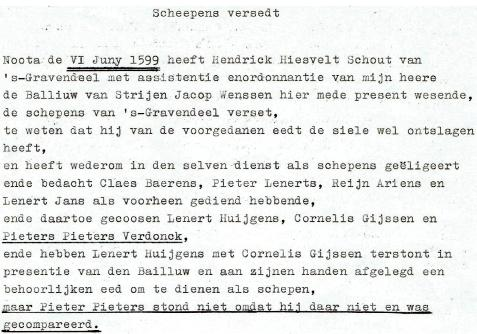 Scheepens versedt
Noota de VI Juny 1599 heeft Hendrick Hiesvelt Schout van
's-Gravendeel met assistentie enordonnantie van mijn heere
de Balliuw van Strijen Jacop Wenssen hier mede present wesende,
de schepens van 's-Gravendeel verset,
te weten dat hij van de voorgedanen eedt de siele wel ontslagen
heeft,
en heeft wederom in den selven dienst als schepens geëligeert
ende bedacht Claes Baerens, Pieter Lenerts, Reijn Ariens en
Lenert Jans als voorheen gediend hebbende,
ende daartoe gecoosen Lenert Huijgens, Cornelis Gijssen en
Pieters Pieters Verdonck,
ende hebben Lenert Huijgens met Cornelis Gijssen terstont in
presentie van den Bailluw en aan zijnen handen afgelegd een
behoorlijken eed om te dienen als schepen,
maar Pieter Pieters stond niet omdat hij daar niet en was
gecompareerd.